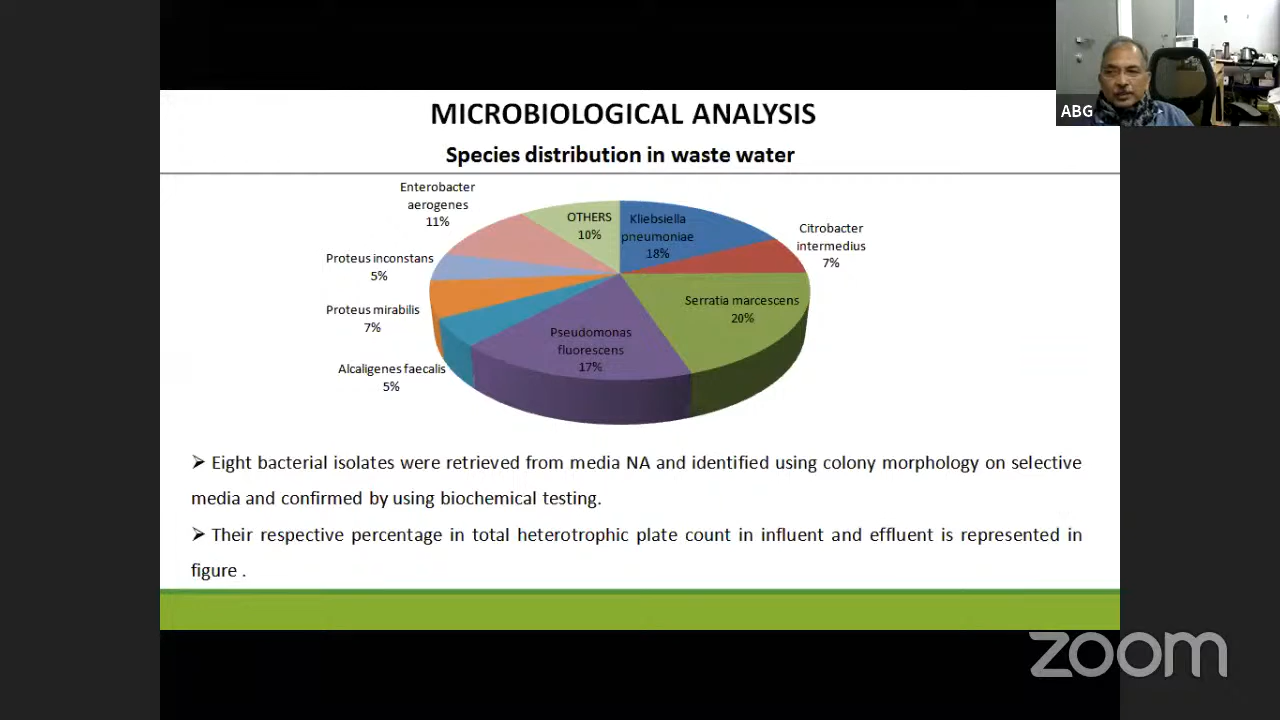 ABG
MICROBIOLOGICAL ANALYSIS
Species distribution in waste water
Enterobacter
aerogenes
11%
OTHERS
10%
Kliebsiella
pneumoniae
18%
Citrobacter
intermedius
7%
Proteus inconstans
5%
Serratia marcescens
20%
Proteus mirabilis
7%
Pseudomonas
fluorescens
17%
Alcaligenes faecalis
5%
➢ Eight bacterial isolates were retrieved from media NA and identified using colony morphology on selective
media and confirmed by using biochemical testing.
➢ Their respective percentage in total heterotrophic plate count in influent and effluent is represented in
figure .
zoom